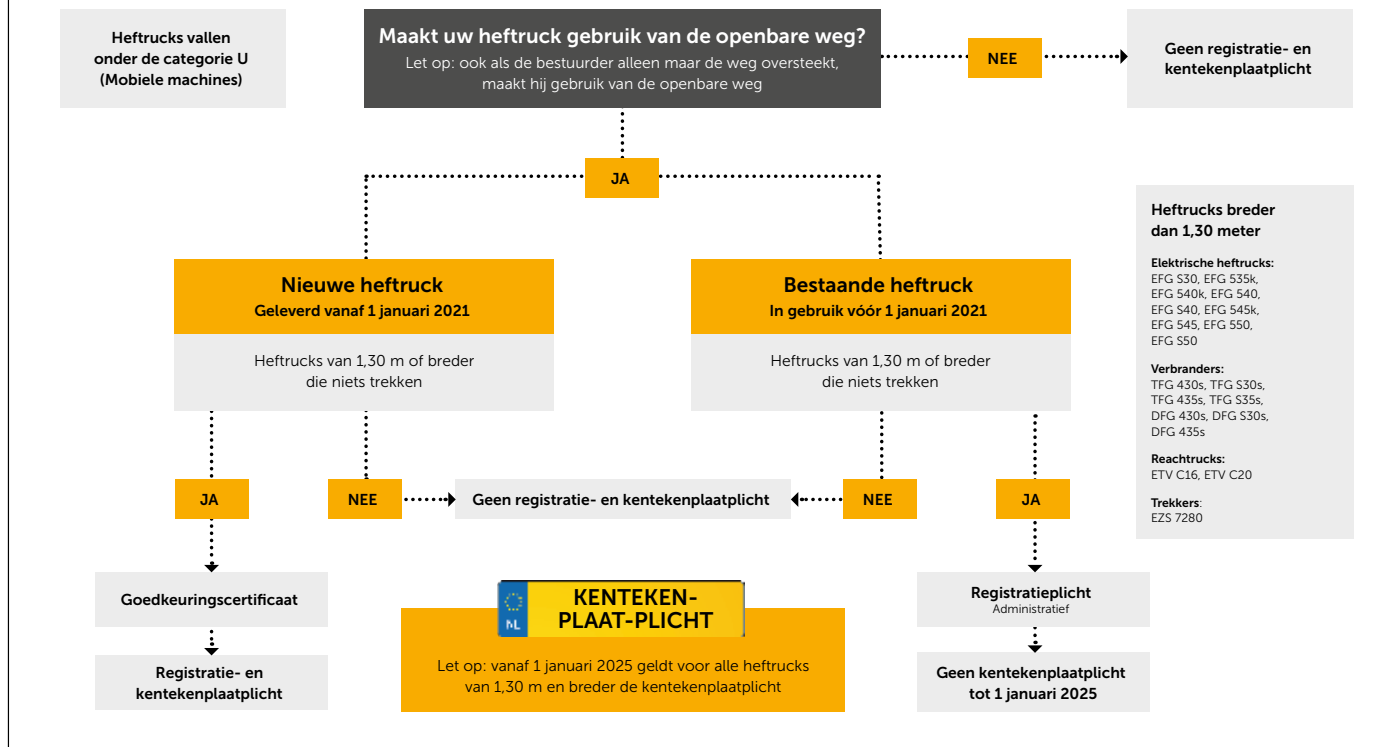 Heftrucks vallen
onder de categorie U
(Mobiele machines)
Maakt uw heftruck gebruik van de openbare weg?
Let op: ook als de bestuurder alleen maar de weg oversteekt,
maakt hij gebruik van de openbare weg
NEE
Geen registratie- en
kentekenplaatplicht
JA
Nieuwe heftruck
Geleverd vanaf 1 januari 2021
Heftrucks van 1,30 m of breder
die niets trekken
Bestaande heftruck
In gebruik vóór 1 januari 2021
Heftrucks van 1,30 m of breder
die niets trekken
Heftrucks breder
dan 1,30 meter
Elektrische heftrucks:
EFG S30, EFG 535k,
EFG 540k, EFG 540,
EFG S40, EFG 545k,
EFG 545, EFG 550,
EFG S50
Verbranders:
TFG 430s, TFG S30s,
TFG 435s, TFG S35s,
DFG 430s, DFG S30s,
DFG 435s
Reachtrucks:
ETV C16, ETV C20
Trekkers:
EZS 7280
JA
NEE
Geen registratie- en kentekenplaatplicht
NEE
JA
Goedkeuringscertificaat
Registratie- en
kentekenplaatplicht
NL
KENTEKEN-
PLAAT-PLICHT
Let op: vanaf 1 januari 2025 geldt voor alle heftrucks
van 1,30 m en breder de kentekenplaatplicht
Registratieplicht
Administratief
Geen kentekenplaatplicht
tot 1 januari 2025